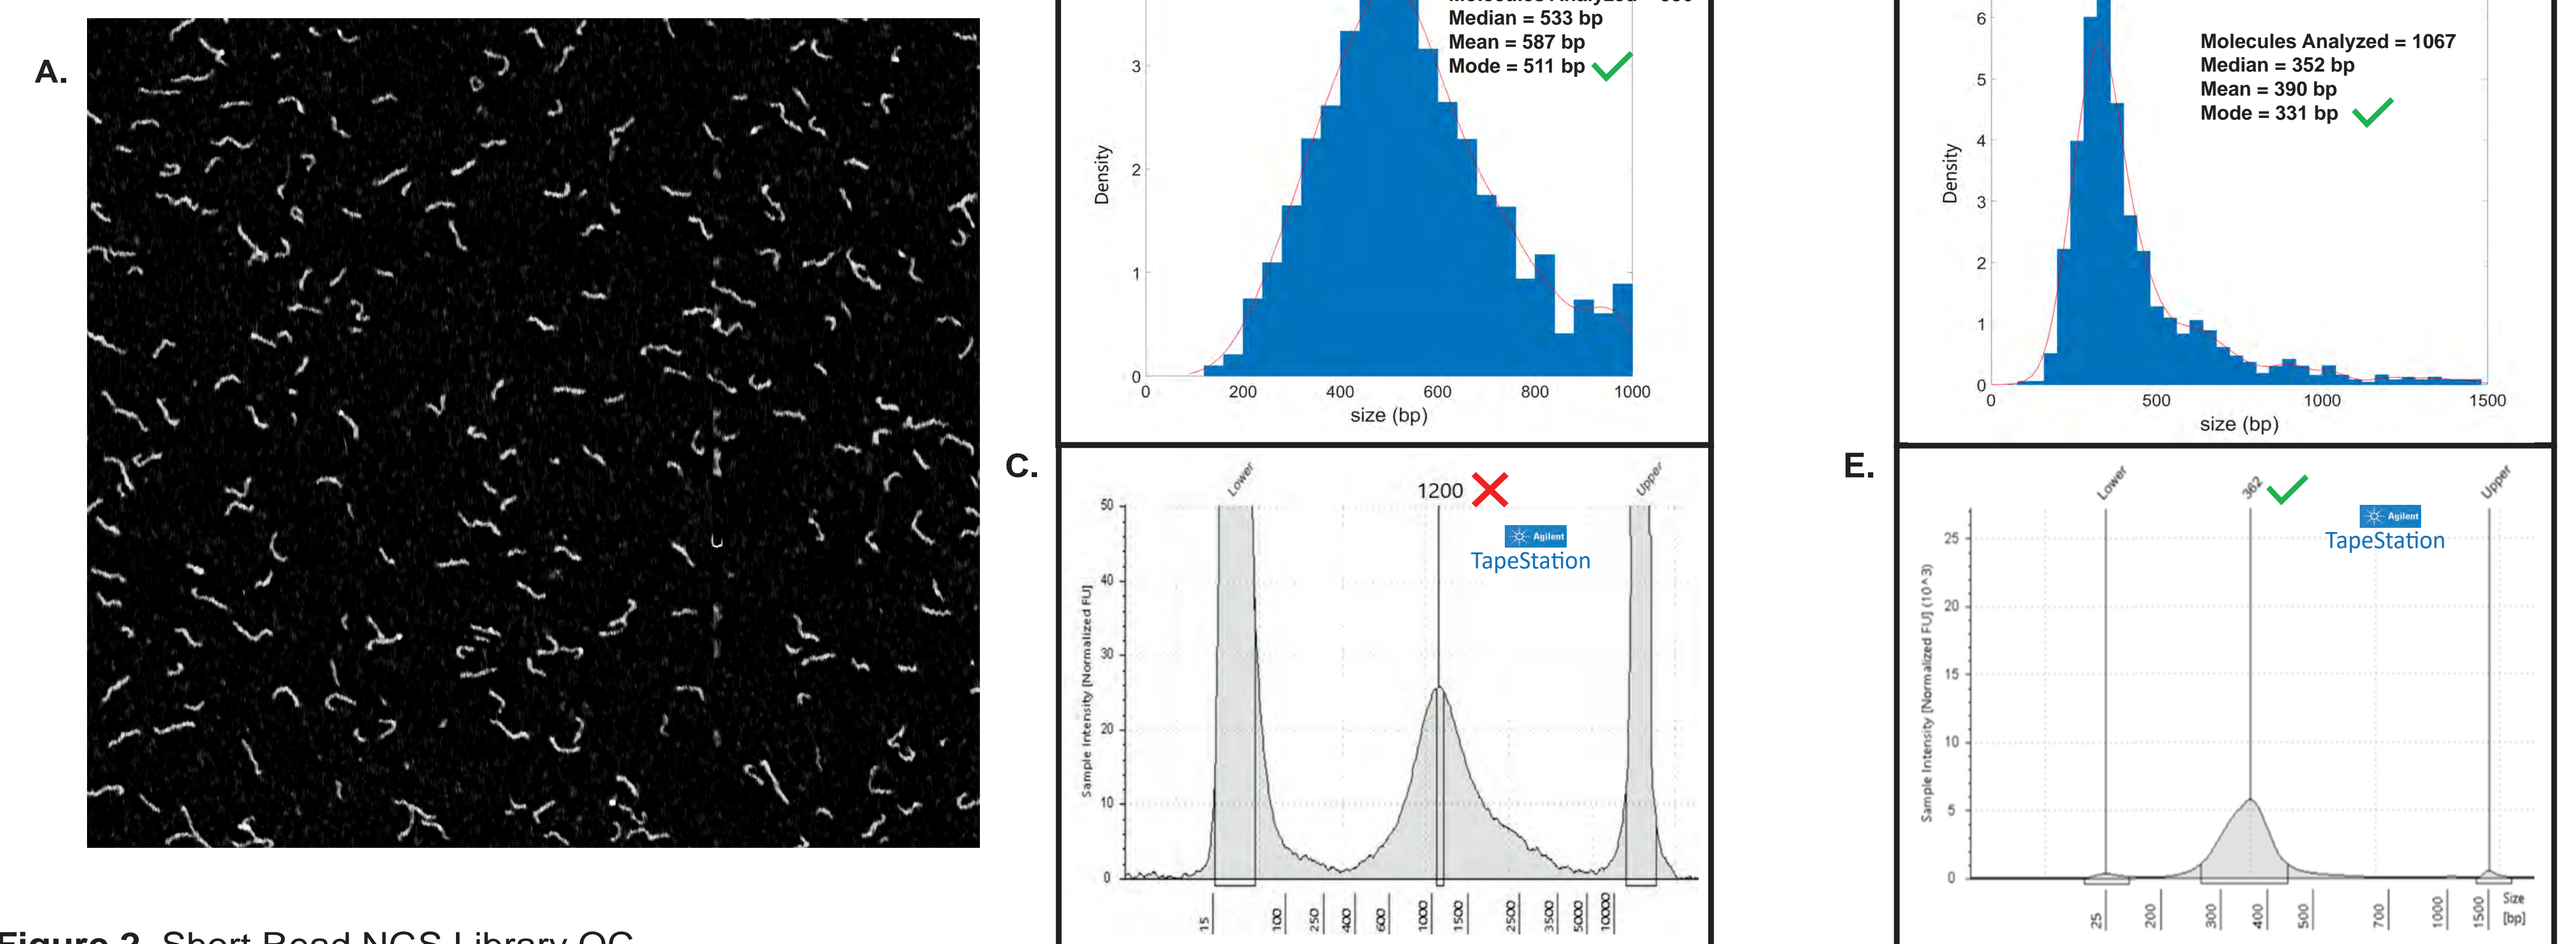 A.
Median = 533 bp
Mean = 587 bp
Mode = 511 bp
3
2
1
0
Density
0 200 400 600 800 1000
size (bp)
6
5
4
3
2
1
0
Density
Molecules Analyzed = 1067
Median = 352 bp
Mean = 390 bp
Mode = 331 bp
0 500 1000 1500
size (bp)
C.
Lower
1200
Upper
Agilent
TapeStation
Sample Intensity [Normalized FU]
50
40
30
20
10
0
15 100 250 400 600 1000 1500 2500 3500 5000 10000
E.
Lower
362
Upper
Agilent
TapeStation
Sample Intensity [Normalized FU] (10^3)
25
20
15
10
5
0
25 200 300 400 500 700 1000 1500
Size
[bp]
Figure 2. Short Read NGS Library QC